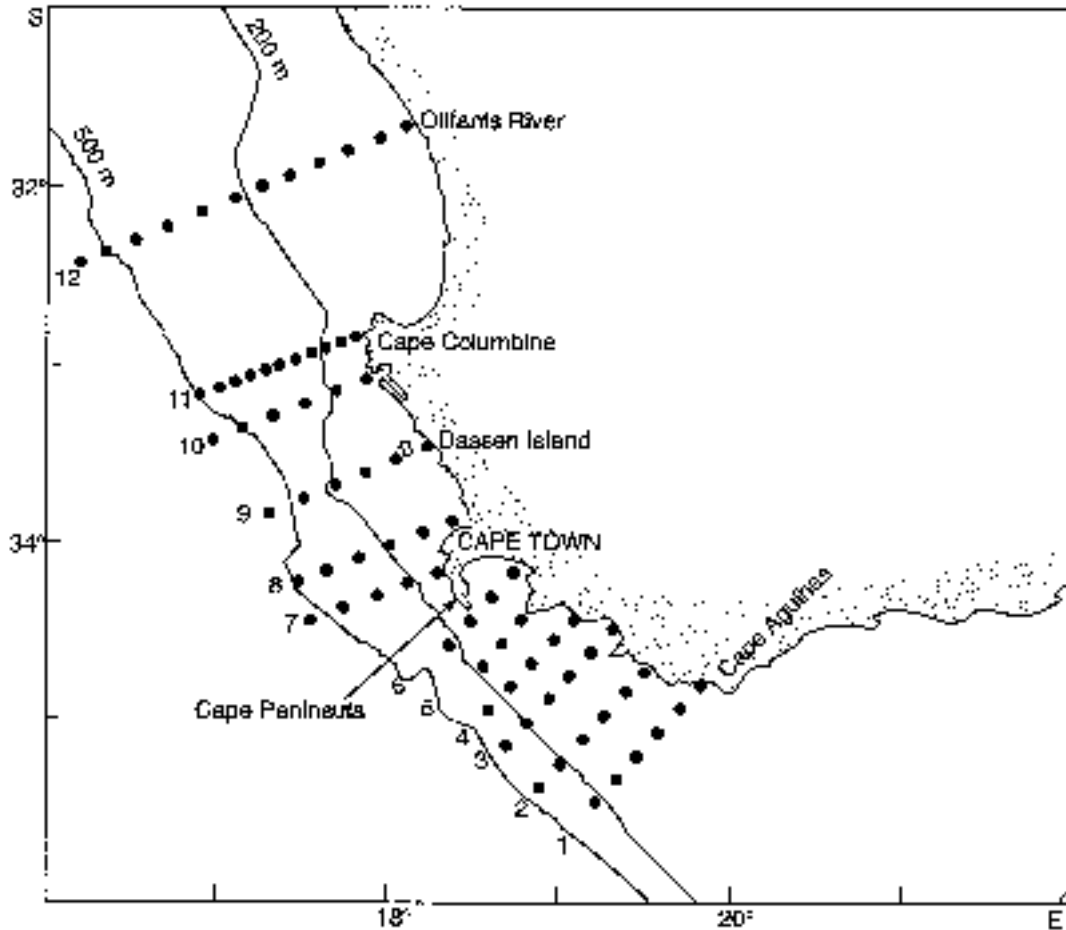 S
200 m
Olifants River
500 m
32°
12
Cape Columbine
11
10
Dassen Island
9
34°
CAPE TOWN
8
7
Cape Agulhas
6
Cape Peninsula
5
4
3
2
1
18°
20°
E